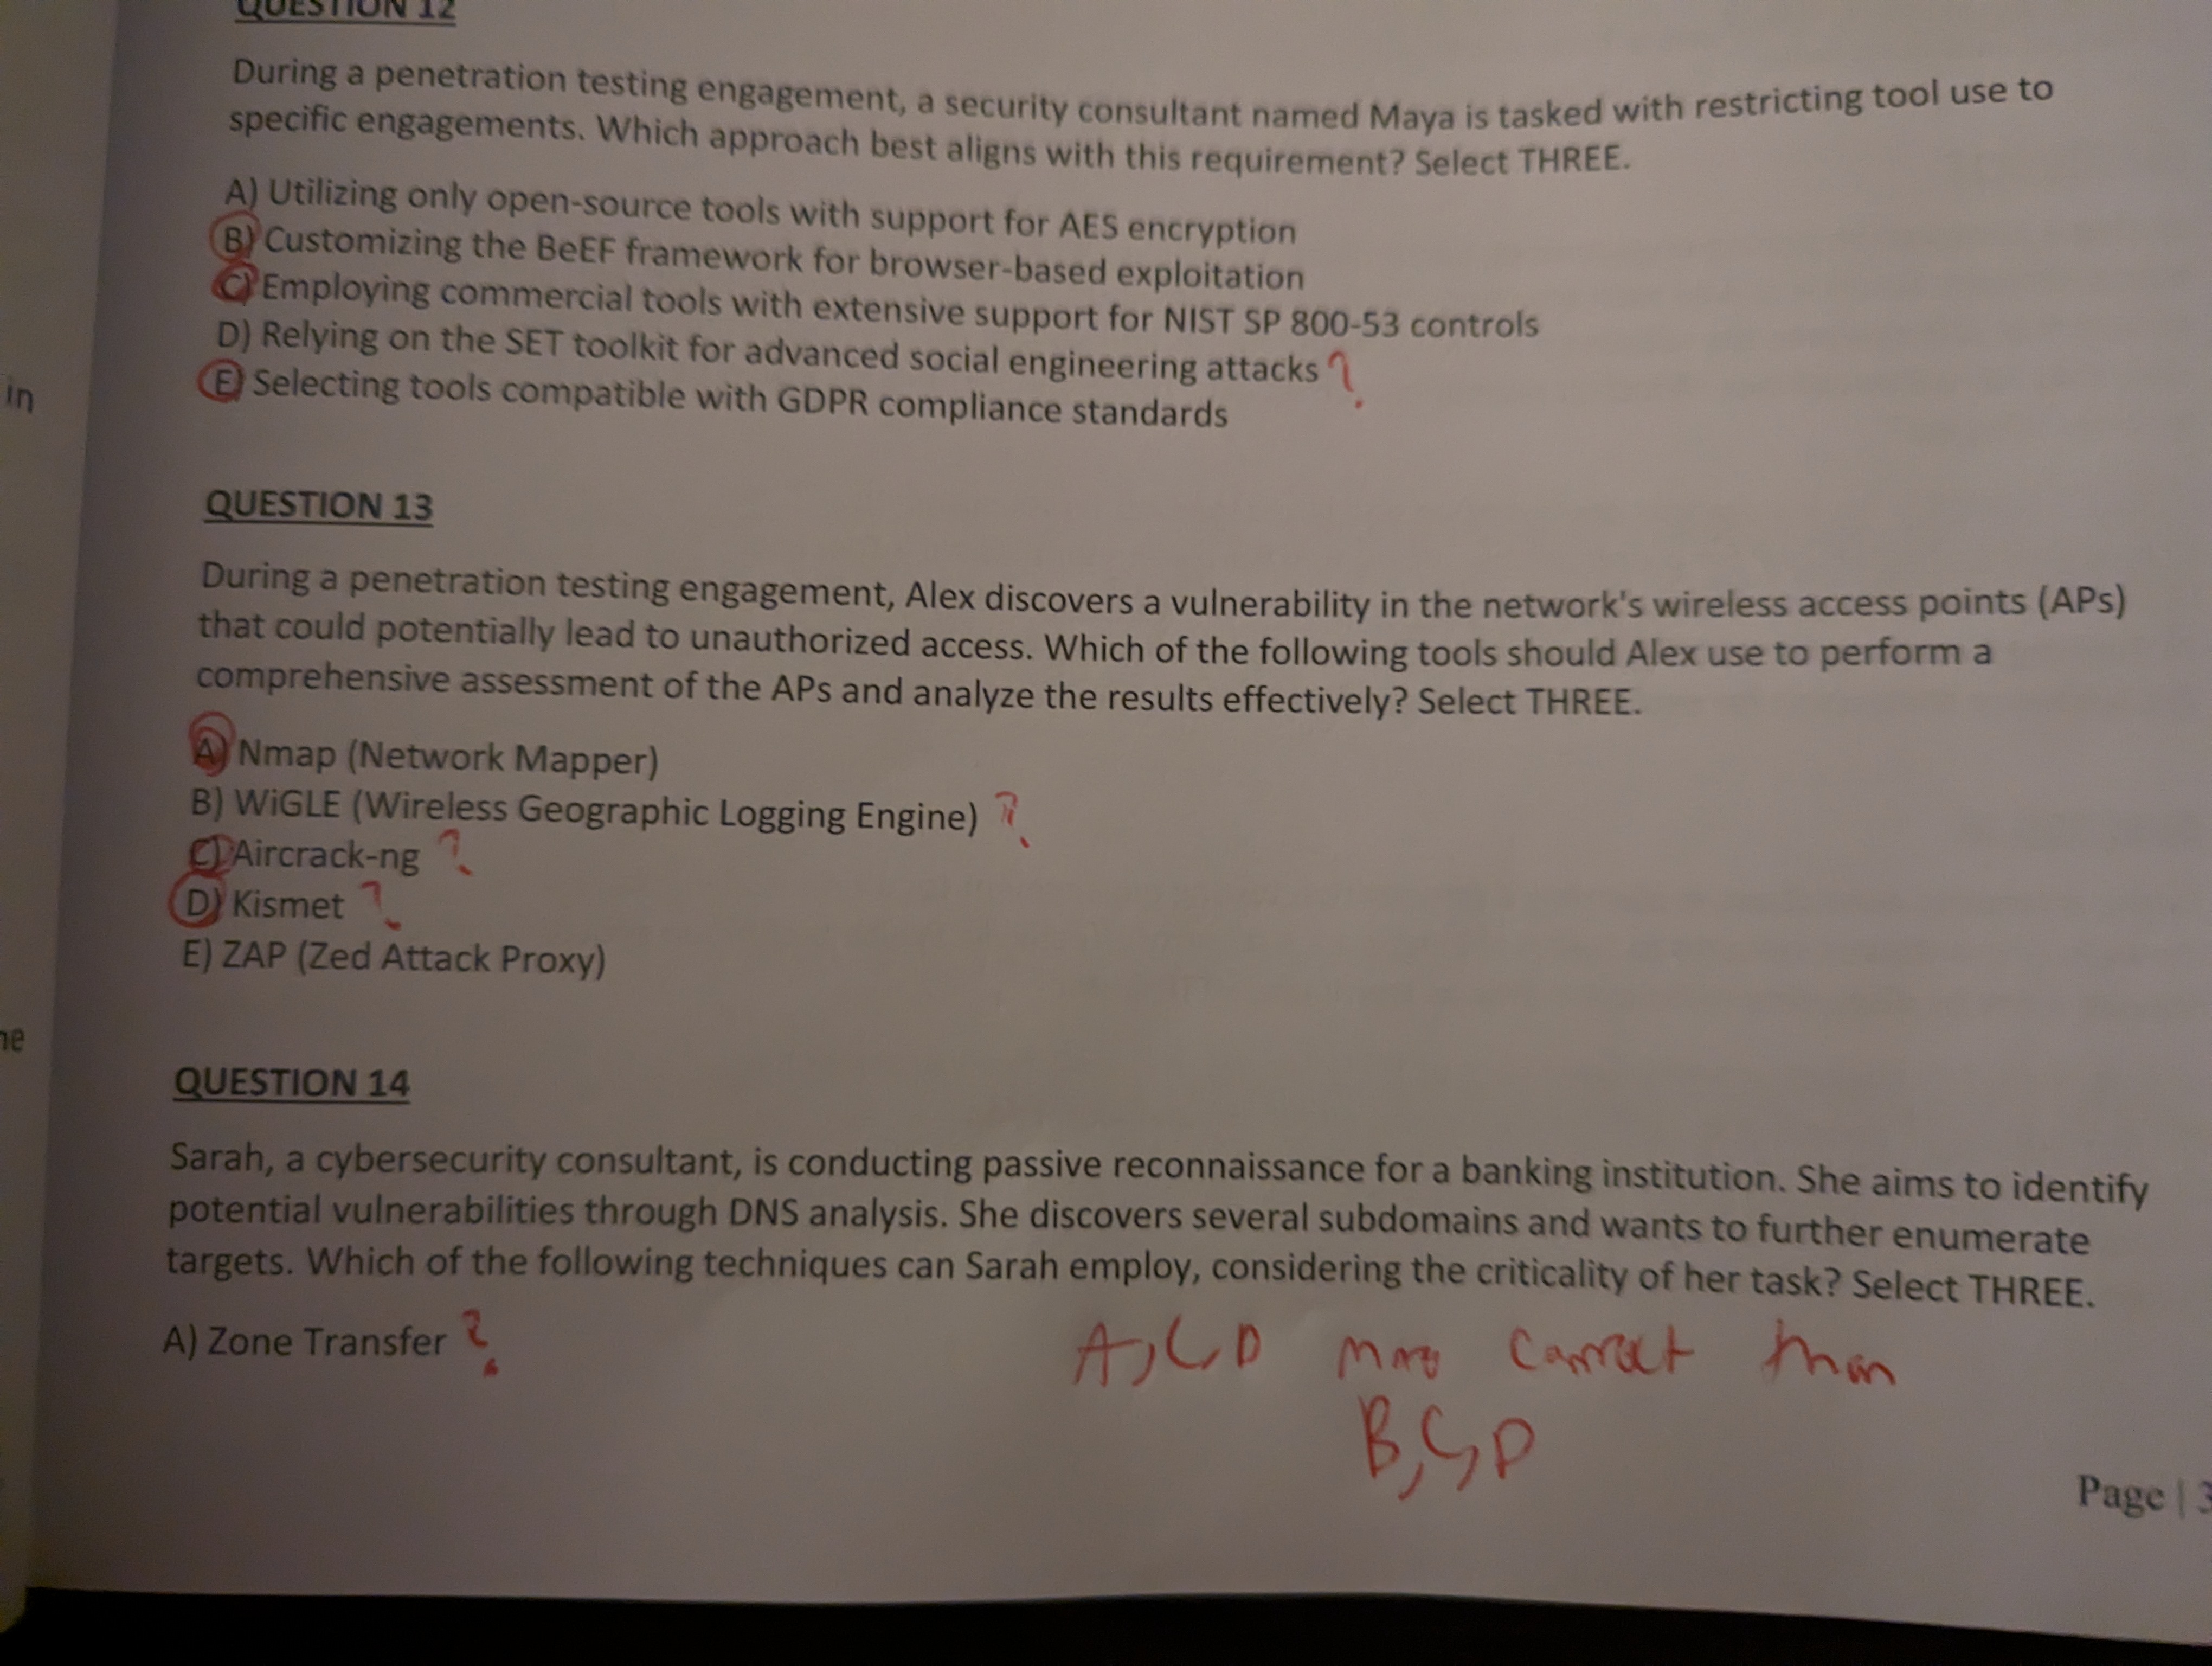 QUESTION 12
During a penetration testing engagement, a security consultant named Maya is tasked with restricting tool use to
specific engagements. Which approach best aligns with this requirement? Select THREE.
A) Utilizing only open-source tools with support for AES encryption
B) Customizing the BeEF framework for browser-based exploitation
C) Employing commercial tools with extensive support for NIST SP 800-53 controls
D) Relying on the SET toolkit for advanced social engineering attacks ?
in
E) Selecting tools compatible with GDPR compliance standards
QUESTION 13
During a penetration testing engagement, Alex discovers a vulnerability in the network's wireless access points (APs)
that could potentially lead to unauthorized access. Which of the following tools should Alex use to perform a
comprehensive assessment of the APs and analyze the results effectively? Select THREE.
A) Nmap (Network Mapper)
B) WiGLE (Wireless Geographic Logging Engine) ?
C) Aircrack-ng ?
D) Kismet ?
E) ZAP (Zed Attack Proxy)
ne
QUESTION 14
Sarah, a cybersecurity consultant, is conducting passive reconnaissance for a banking institution. She aims to identify
potential vulnerabilities through DNS analysis. She discovers several subdomains and wants to further enumerate
targets. Which of the following techniques can Sarah employ, considering the criticality of her task? Select THREE.
A) Zone Transfer ?
A, C, D more correct than
B, C, D
Page | 3